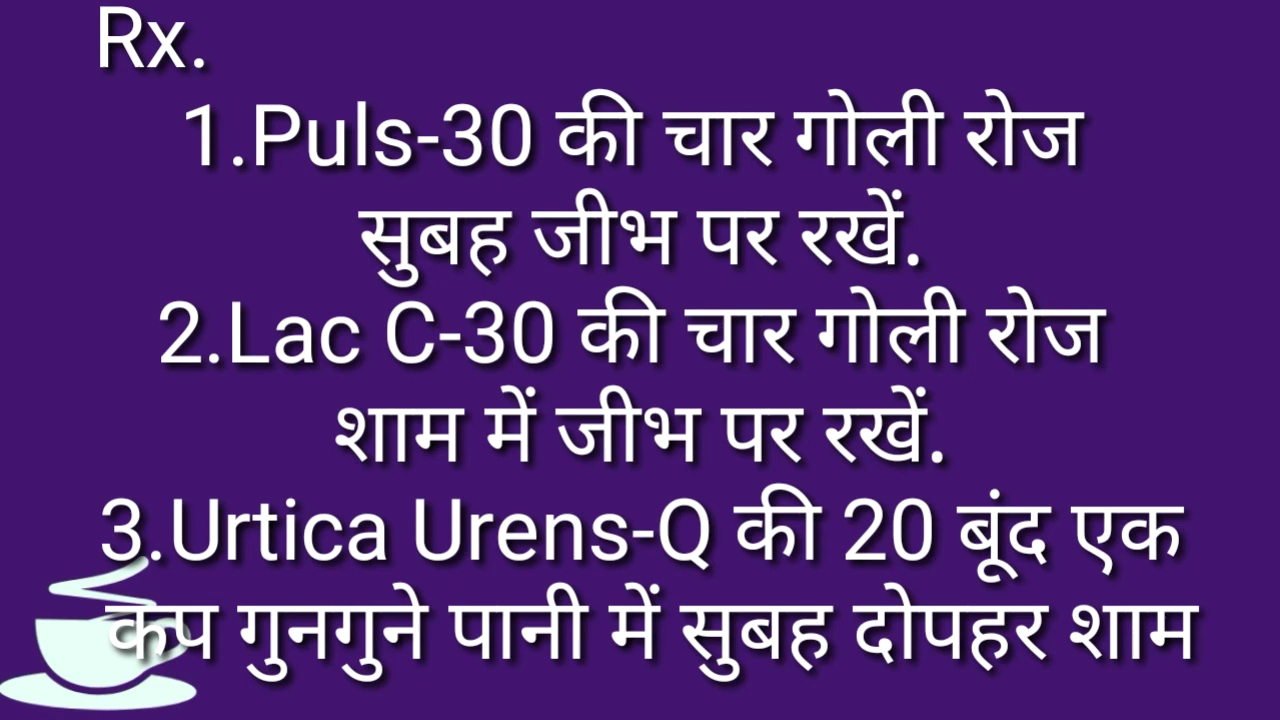 Rx.
1.Puls-30 की चार गोली रोज
सुबह जीभ पर रखें.
2.Lac C-30 की चार गोली रोज
शाम में जीभ पर रखें.
3.Urtica Urens-Q की 20 बूंद एक
कप गुनगुने पानी में सुबह दोपहर शाम